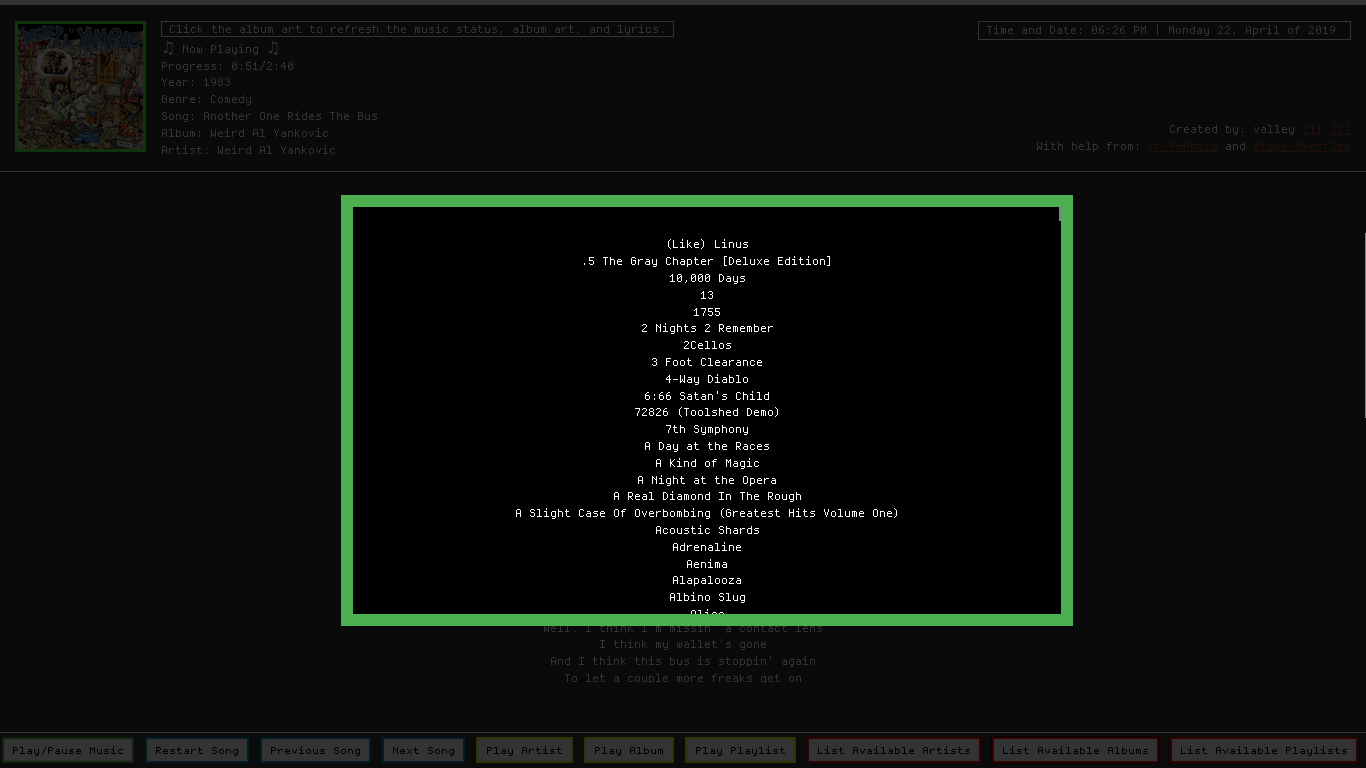 Click the album art to refresh the music status, album art, and lyrics.
♫ Now Playing ♫
Progress: 0:51/2:40
Year: 1983
Genre: Comedy
Song: Another One Rides The Bus
Album: Weird Al Yankovic
Artist: Weird Al Yankovic
Time and Date: 06:26 PM | Monday 22, April of 2019
Created by: valley [1] [2]
With help from: /r/PHPhelp and Stack Overflow
(Like) Linus
.5 The Gray Chapter [Deluxe Edition]
10,000 Days
13
1755
2 Nights 2 Remember
2Cellos
3 Foot Clearance
4-Way Diablo
6:66 Satan's Child
72826 (Toolshed Demo)
7th Symphony
A Day at the Races
A Kind of Magic
A Night at the Opera
A Real Diamond In The Rough
A Slight Case Of Overbombing (Greatest Hits Volume One)
Acoustic Shards
Adrenaline
Aenima
Alapalooza
Albino Slug
Well, I think I'm missin' a contact lens
I think my wallet's gone
And I think this bus is stoppin' again
To let a couple more freaks get on
Play/Pause Music
Restart Song
Previous Song
Next Song
Play Artist
Play Album
Play Playlist
List Available Artists
List Available Albums
List Available Playlists